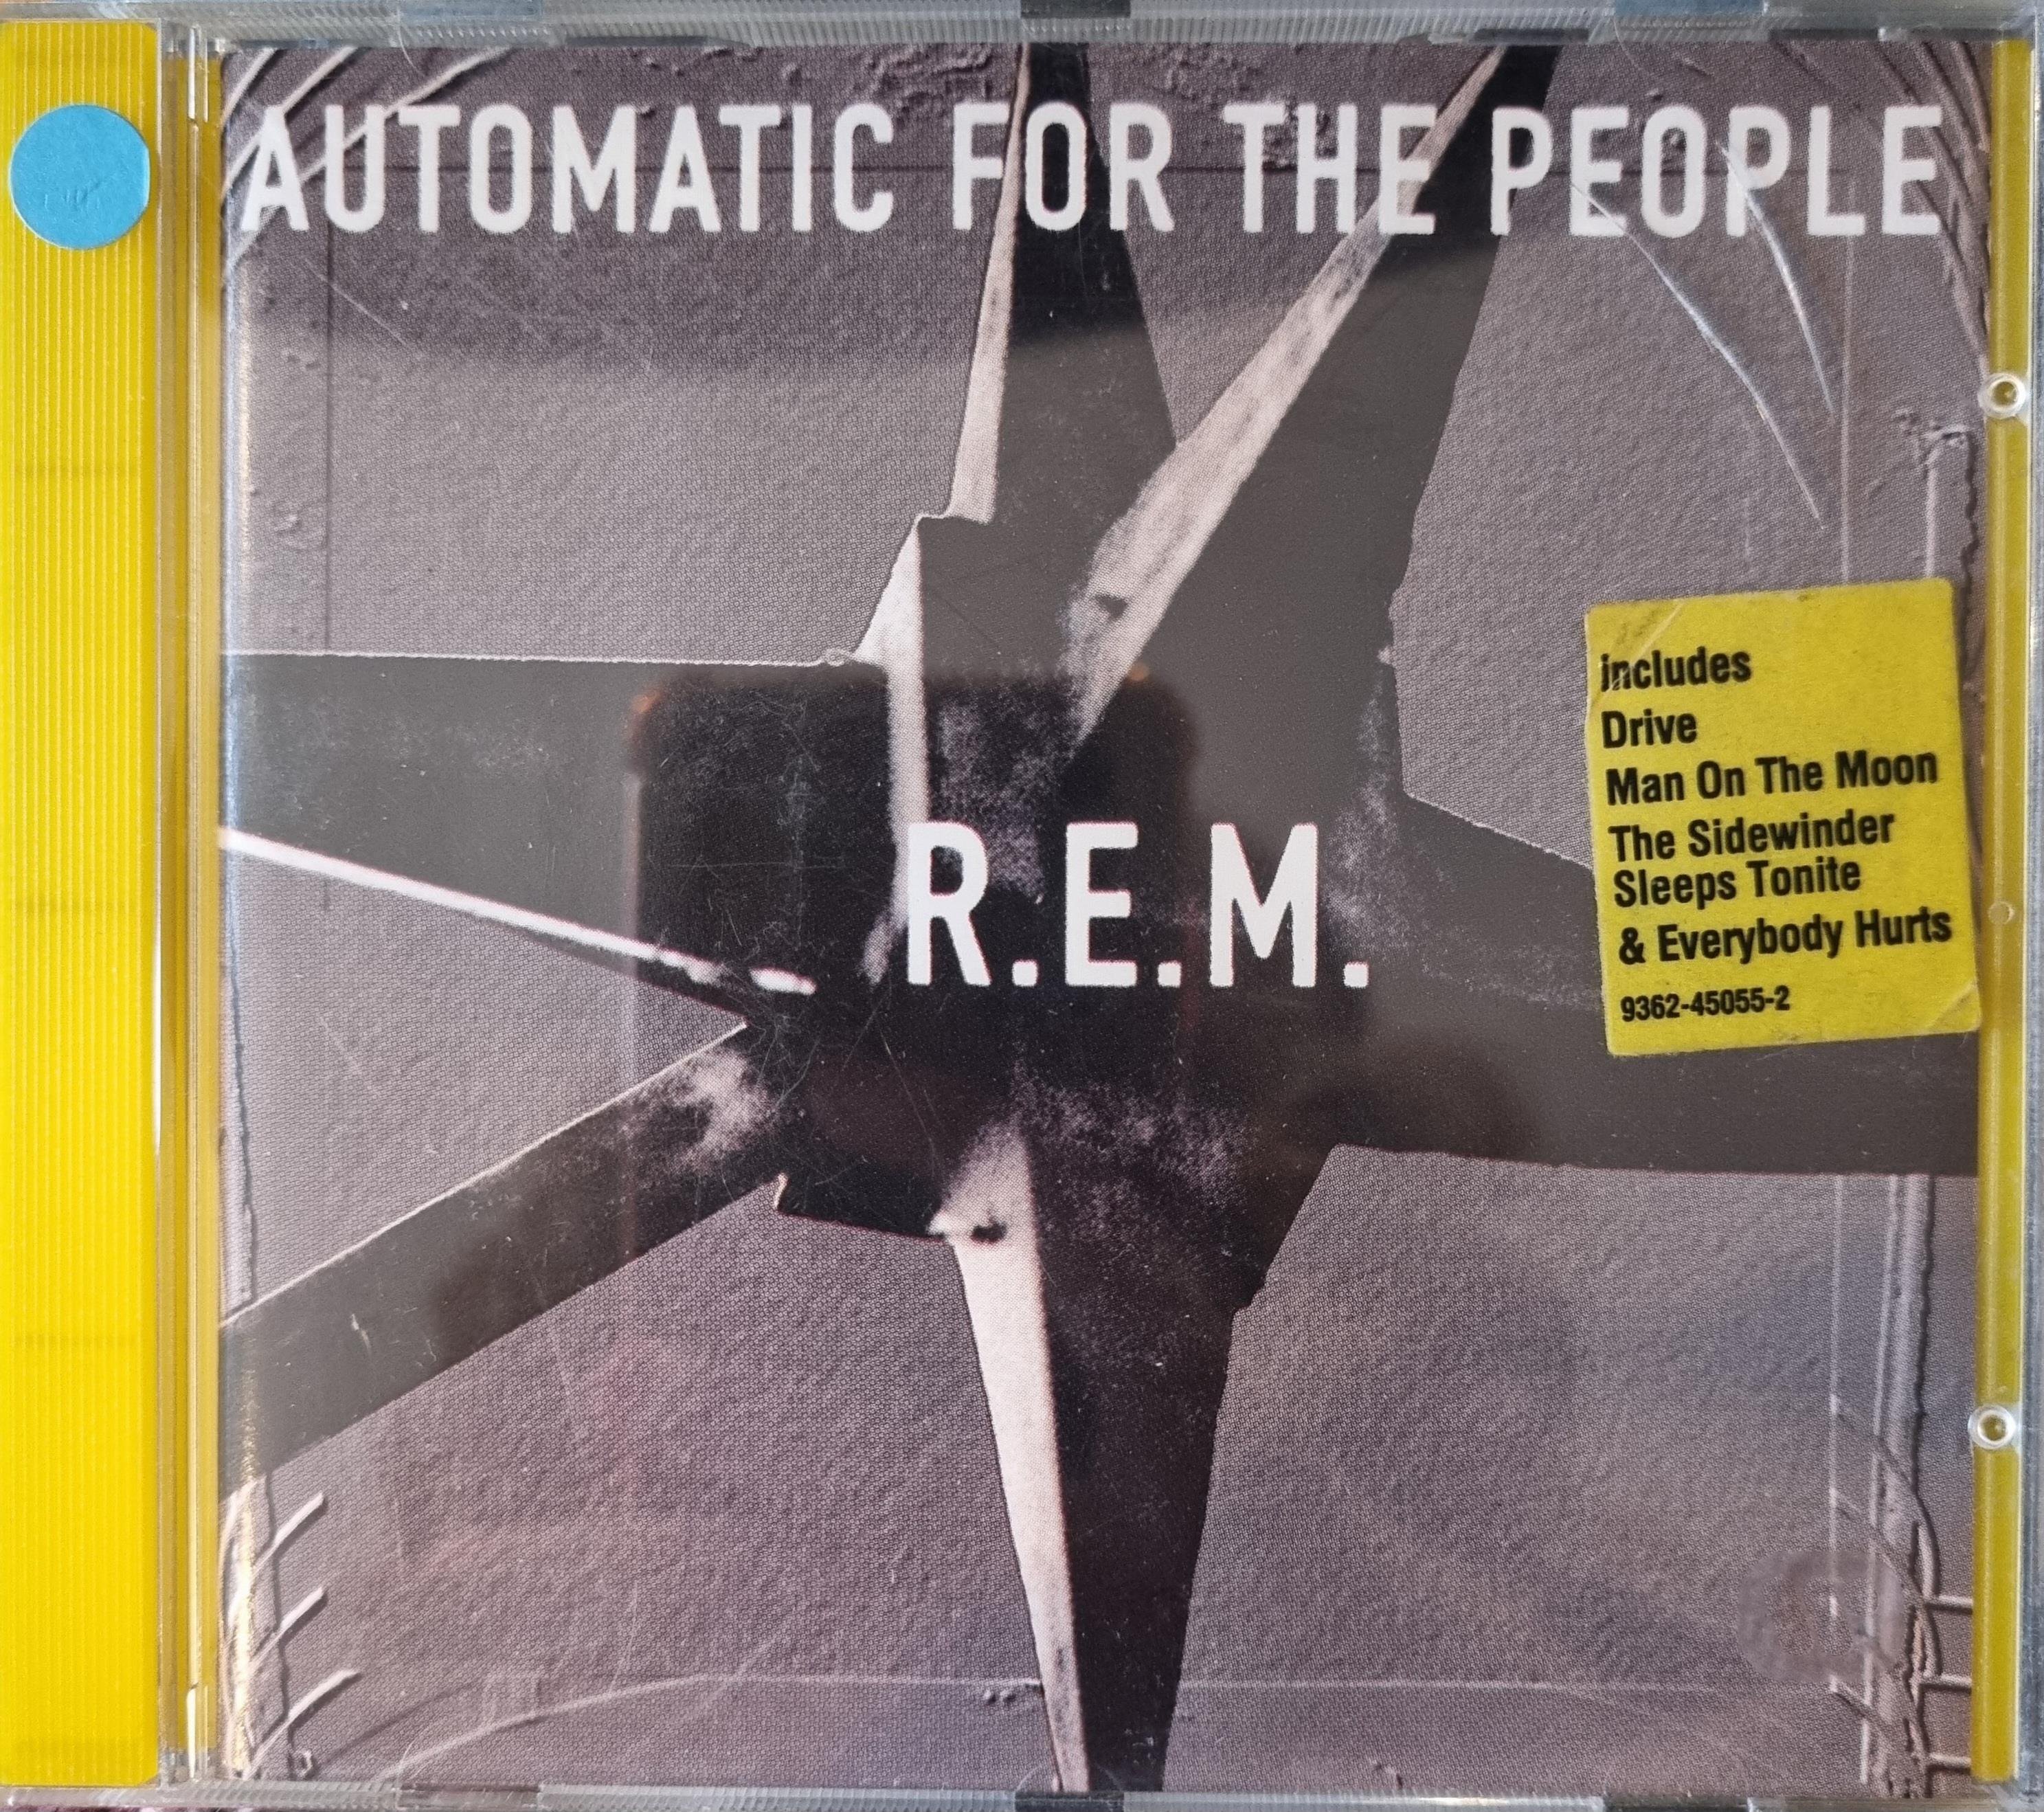 AUTOMATIC FOR THE PEOPLE
R.E.M.
includes
Drive
Man On The Moon
The Sidewinder
Sleeps Tonite
& Everybody Hurts
9362-45055-2